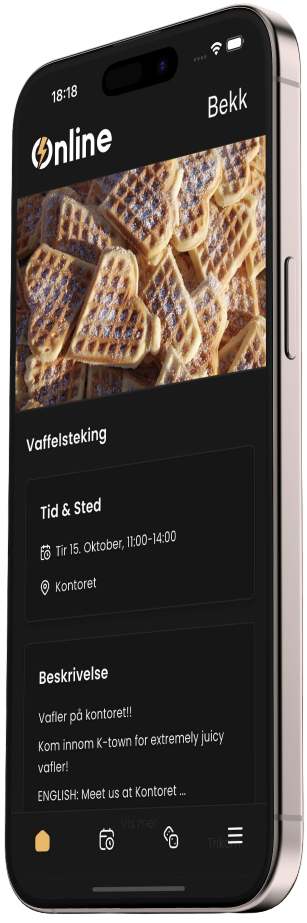 18:18
Online
Bekk
Vaffelsteking
Tid & Sted
Tir 15. Oktober, 11:00-14:00
Kontoret
Beskrivelse
Vafler på kontoret!!
Kom innom K-town for extremely juicy
vafler!
ENGLISH: Meet us at Kontoret ...
Vis mer